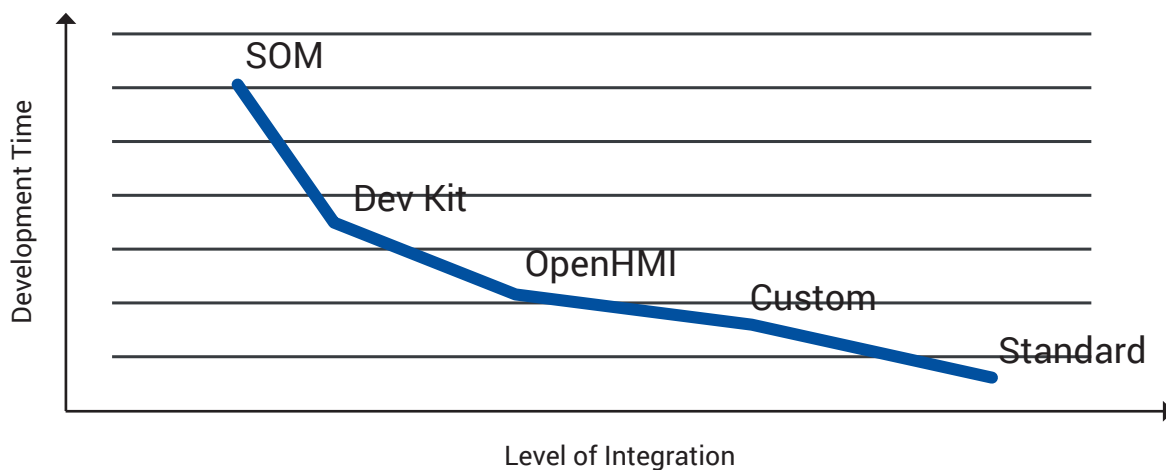 SOM
Dev Kit
OpenHMI
Custom
Standard
Development Time
Level of Integration